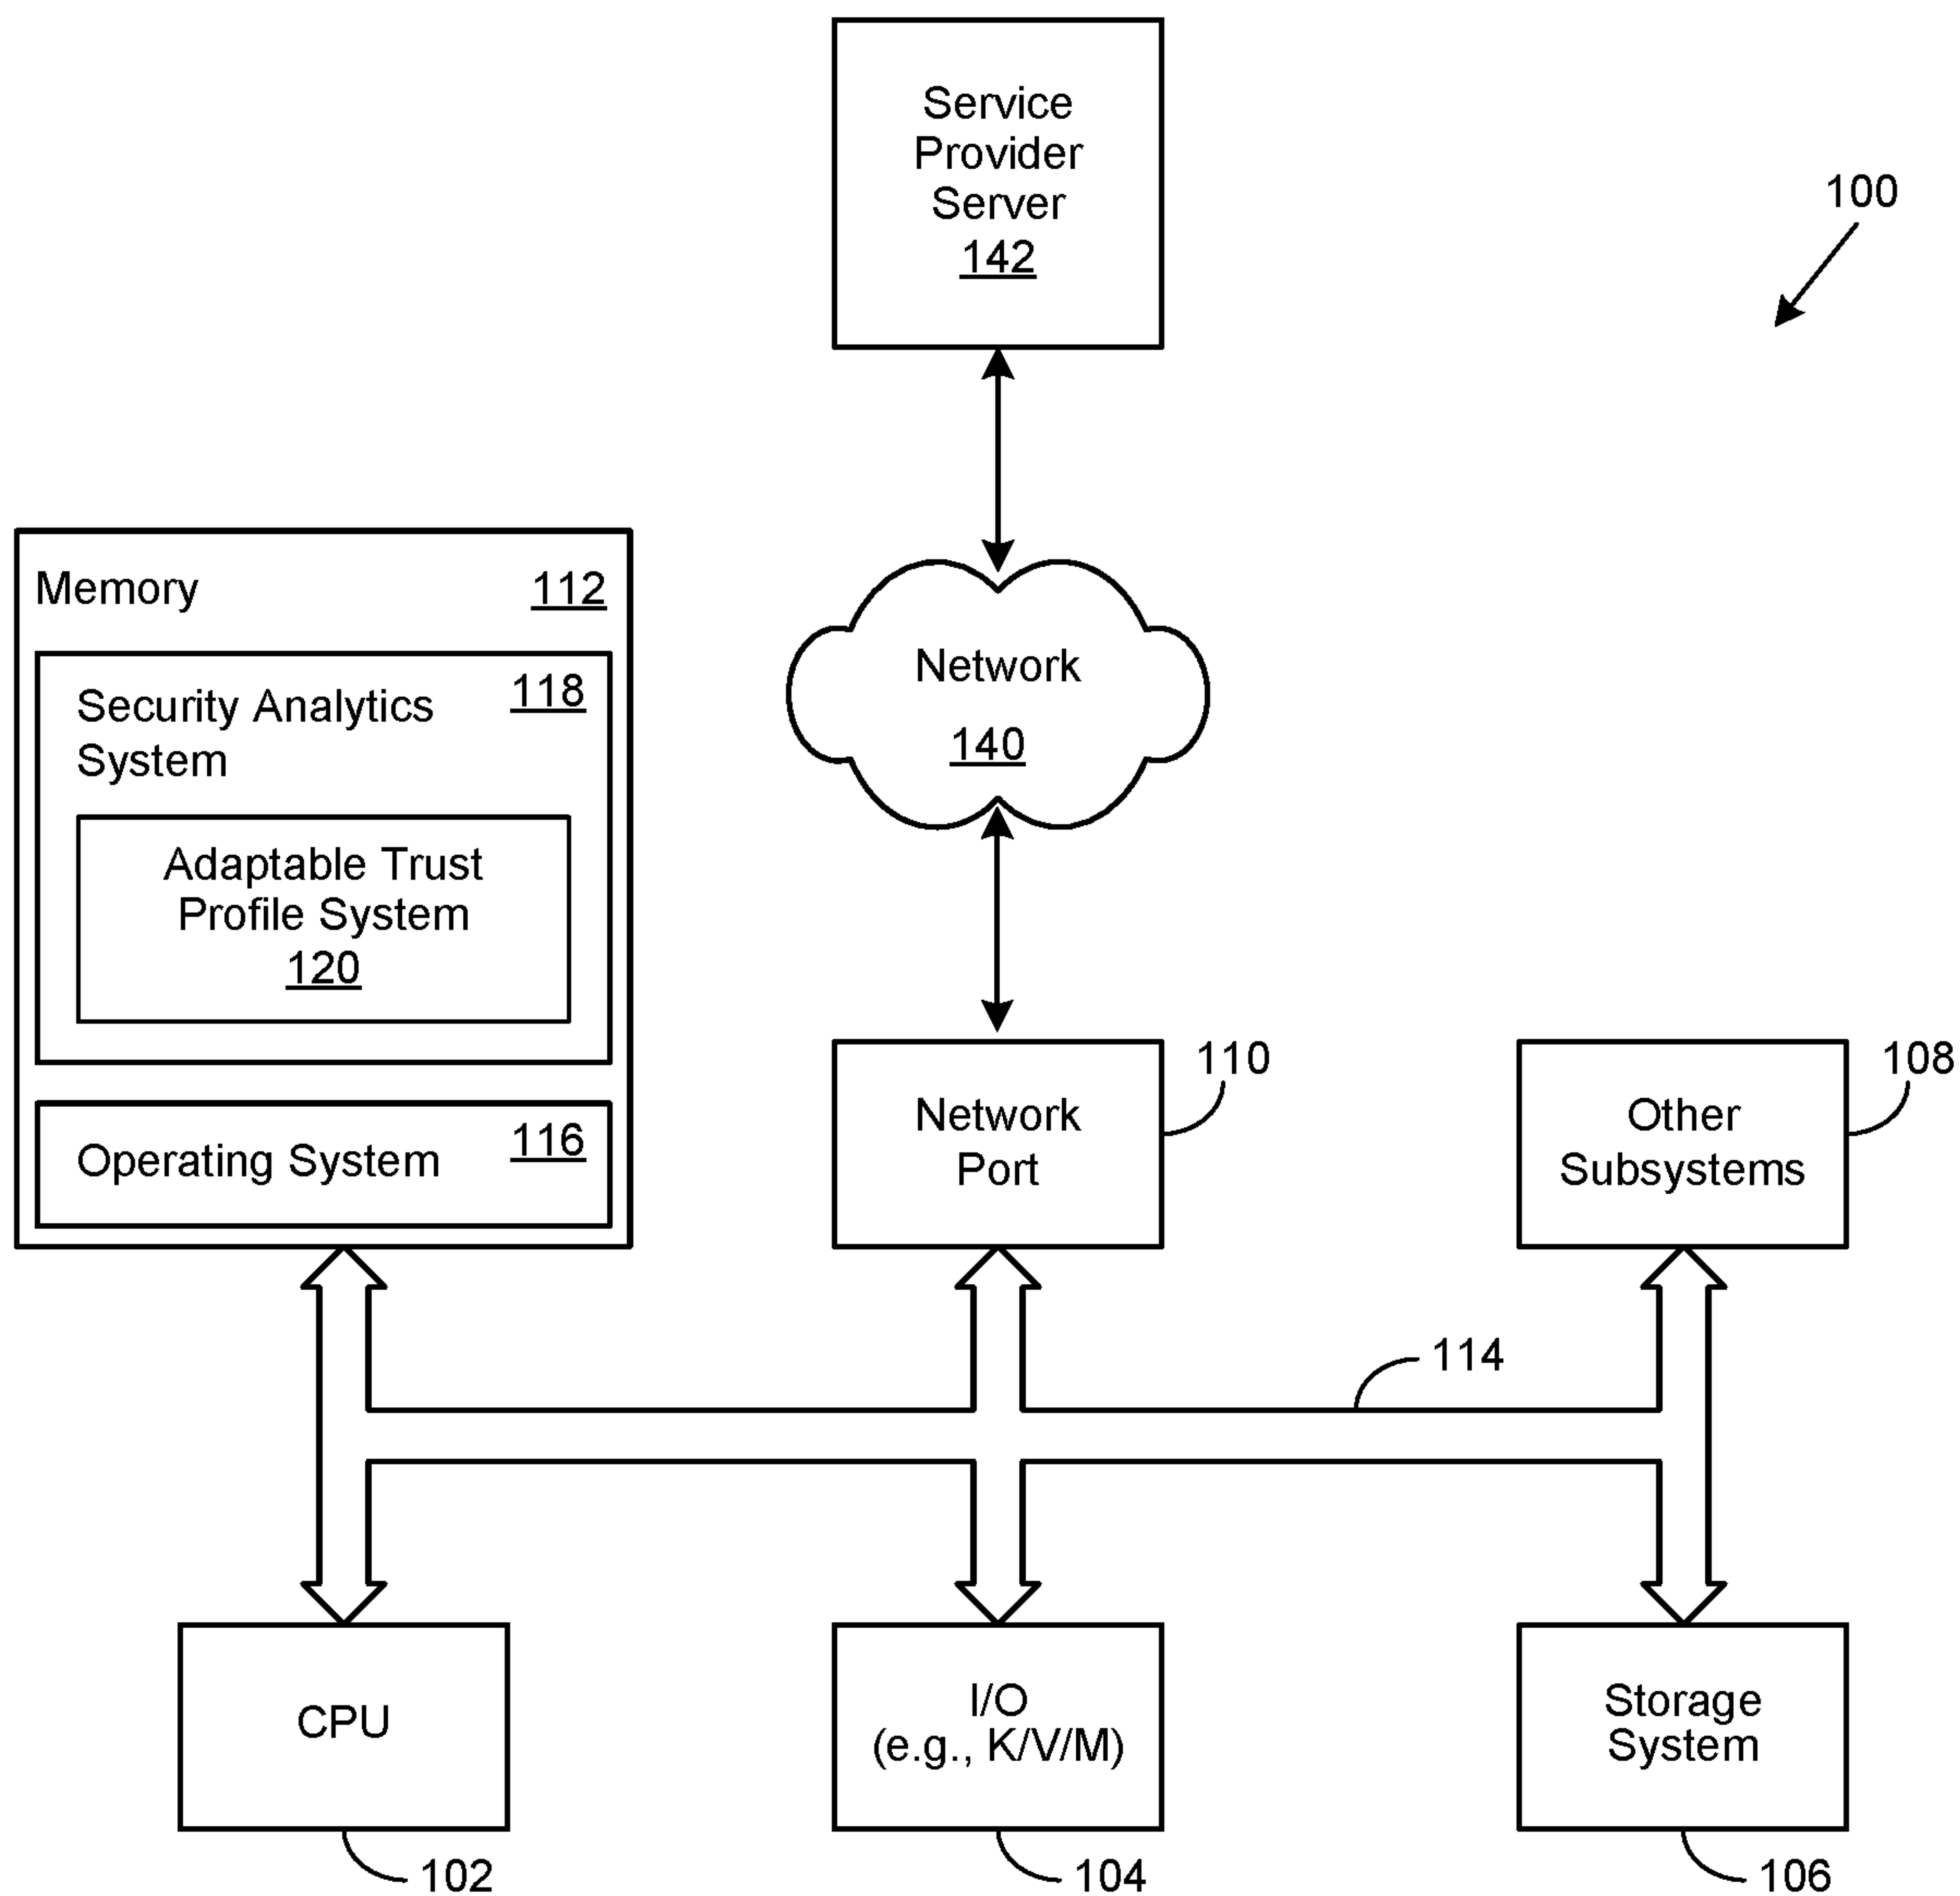 Service
Provider
Server
142
100
Memory 112
Security Analytics 118
System
Adaptable Trust
Profile System
120
Operating System 116
Network
140
Network
Port
110
Other
Subsystems
108
114
CPU
102
I/O
(e.g., K/V/M)
104
Storage
System
106